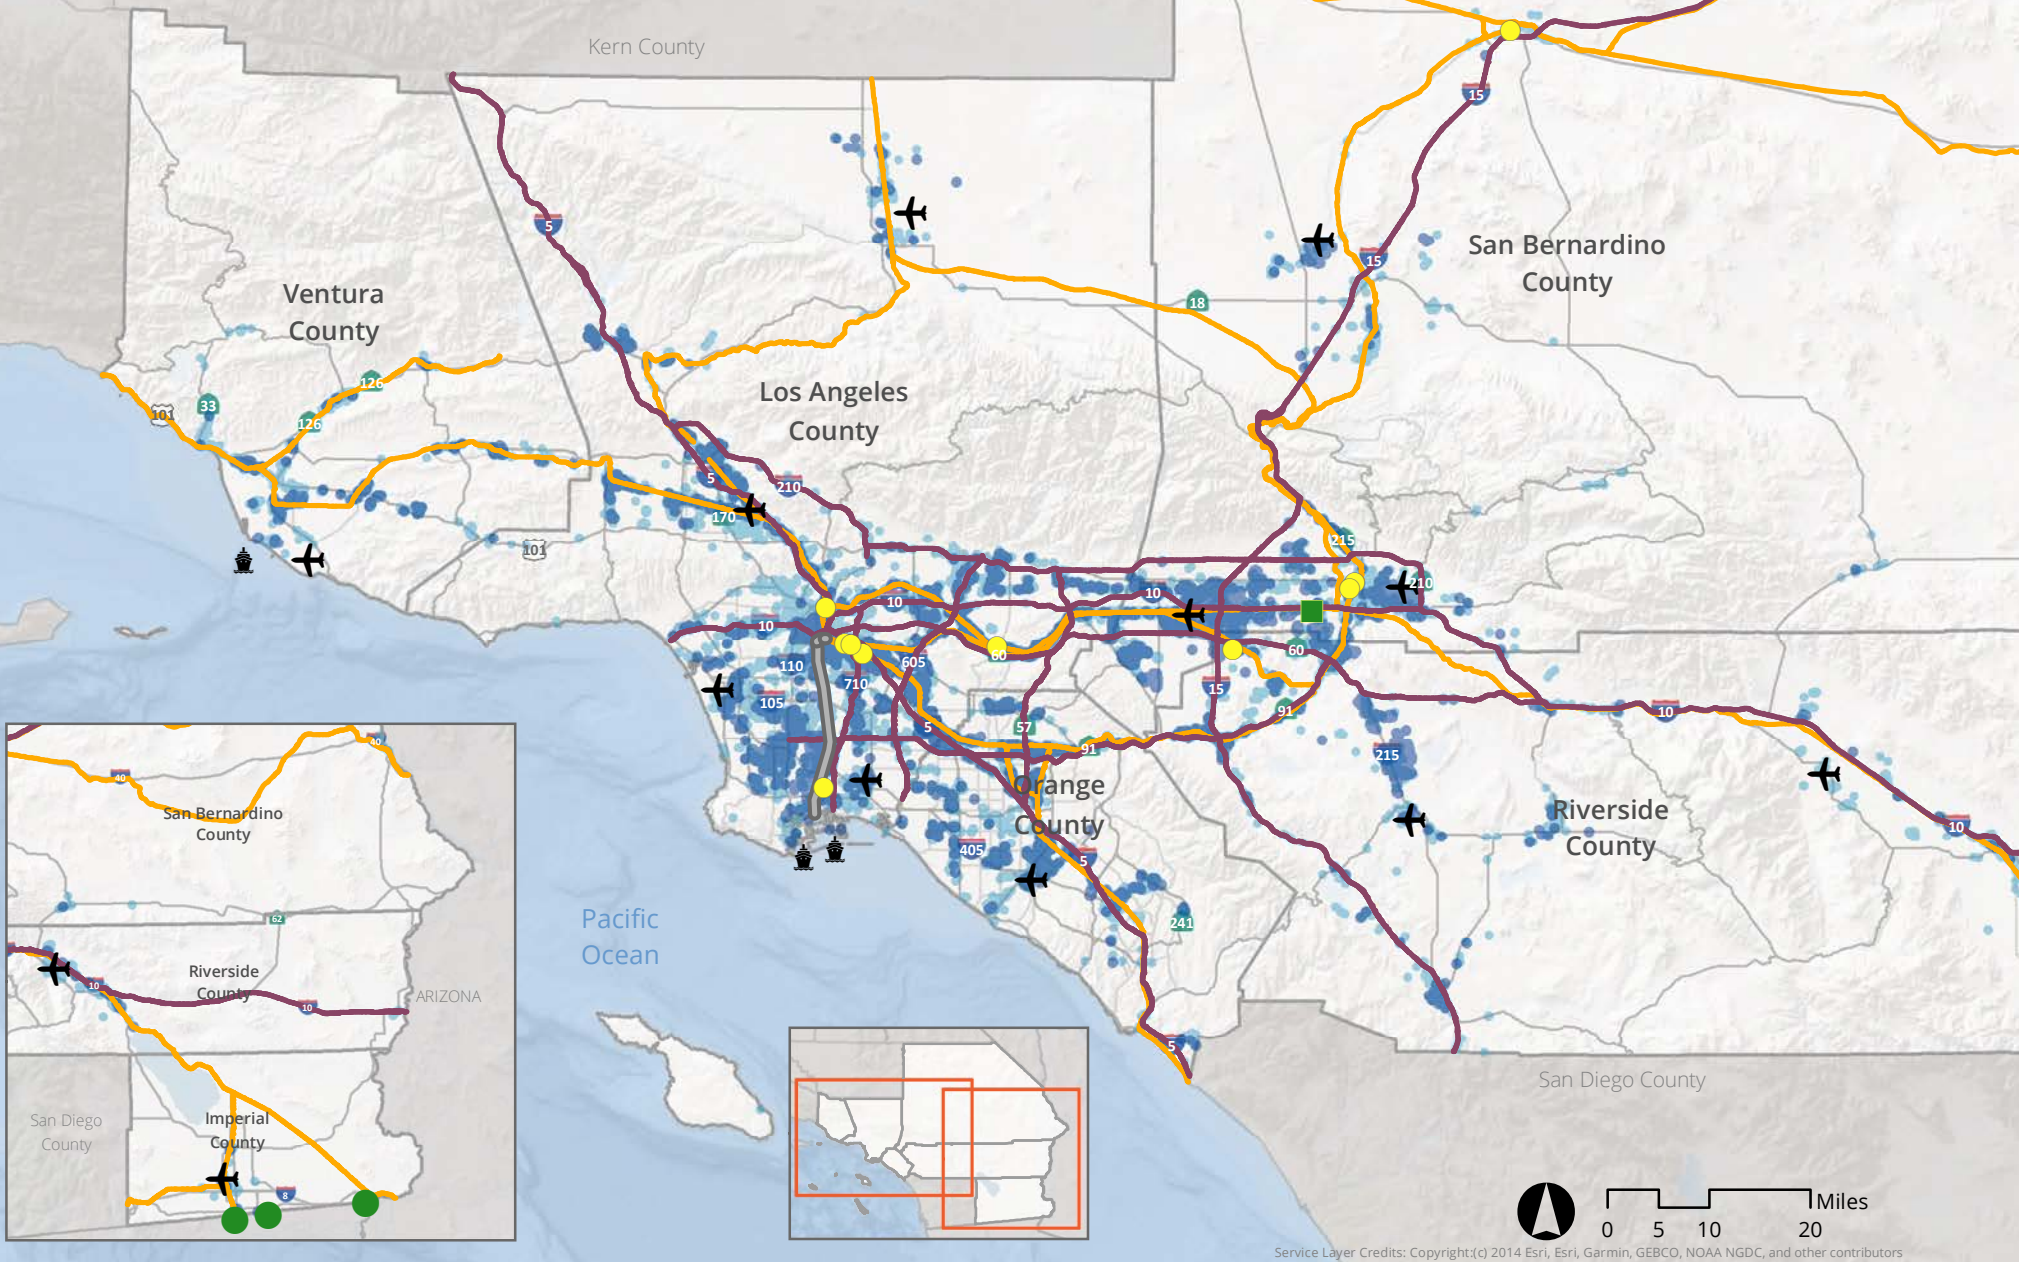 Kern County
15
5
San Bernardino
County
15
Ventura
County
18
126
Los Angeles
County
33
101
126
5
210
170
215
101
210
10
10
10
60
605
60
110
710
15
105
91
57
5
10
91
215
Orange
County
Riverside
County
10
405
5
241
Pacific
Ocean
5
San Diego County
40
40
San Bernardino
County
62
Riverside
County
10
10
ARIZONA
Imperial
County
San Diego
County
8
Miles
0 5 10 20
Service Layer Credits: Copyright:(c) 2014 Esri, Esri, Garmin, GEBCO, NOAA NGDC, and other contributors